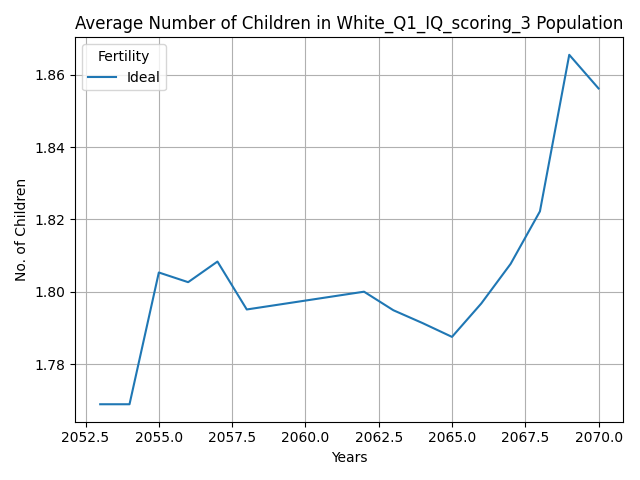 Average Number of Children in White_Q1_IQ_scoring_3 Population
Fertility
Ideal
No. of Children
1.86
1.84
1.82
1.80
1.78
2052.5 2055.0 2057.5 2060.0 2062.5 2065.0 2067.5 2070.0
Years